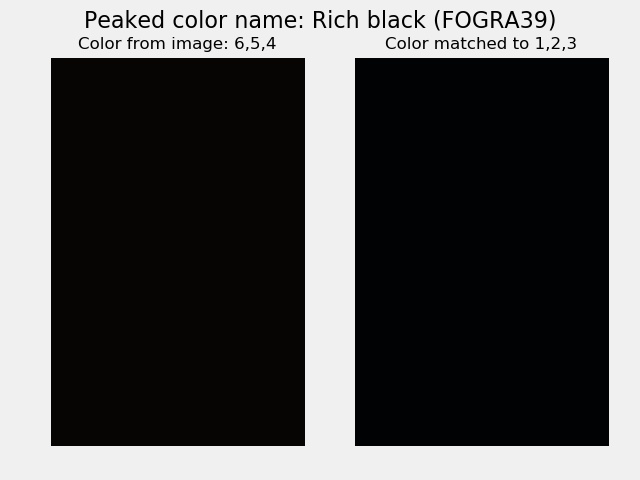 Peaked color name: Rich black (FOGRA39)
Color from image: 6,5,4
Color matched to 1,2,3